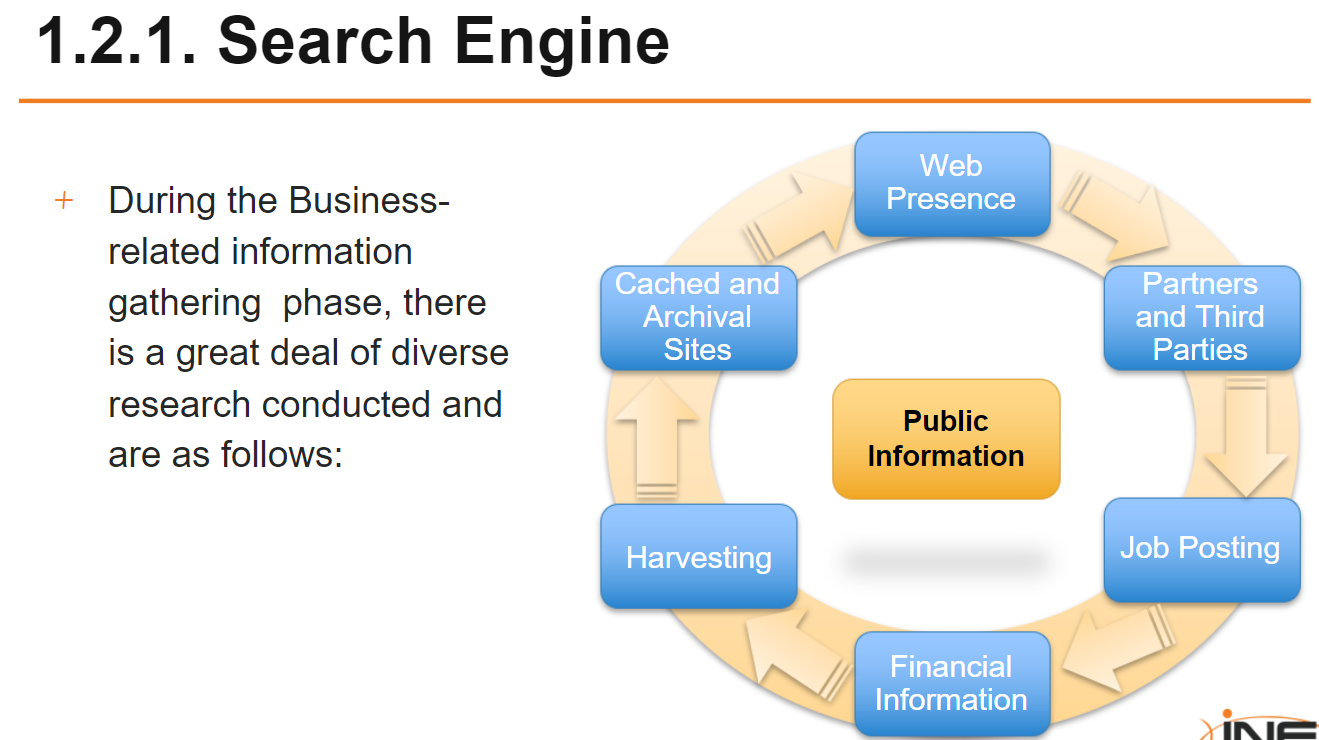 1.2.1. Search Engine
+ During the Business-
related information
gathering  phase, there
is a great deal of diverse
research conducted and
are as follows:
Web
Presence
Partners
and Third
Parties
Job Posting
Financial
Information
Harvesting
Cached and
Archival
Sites
Public
Information
INE